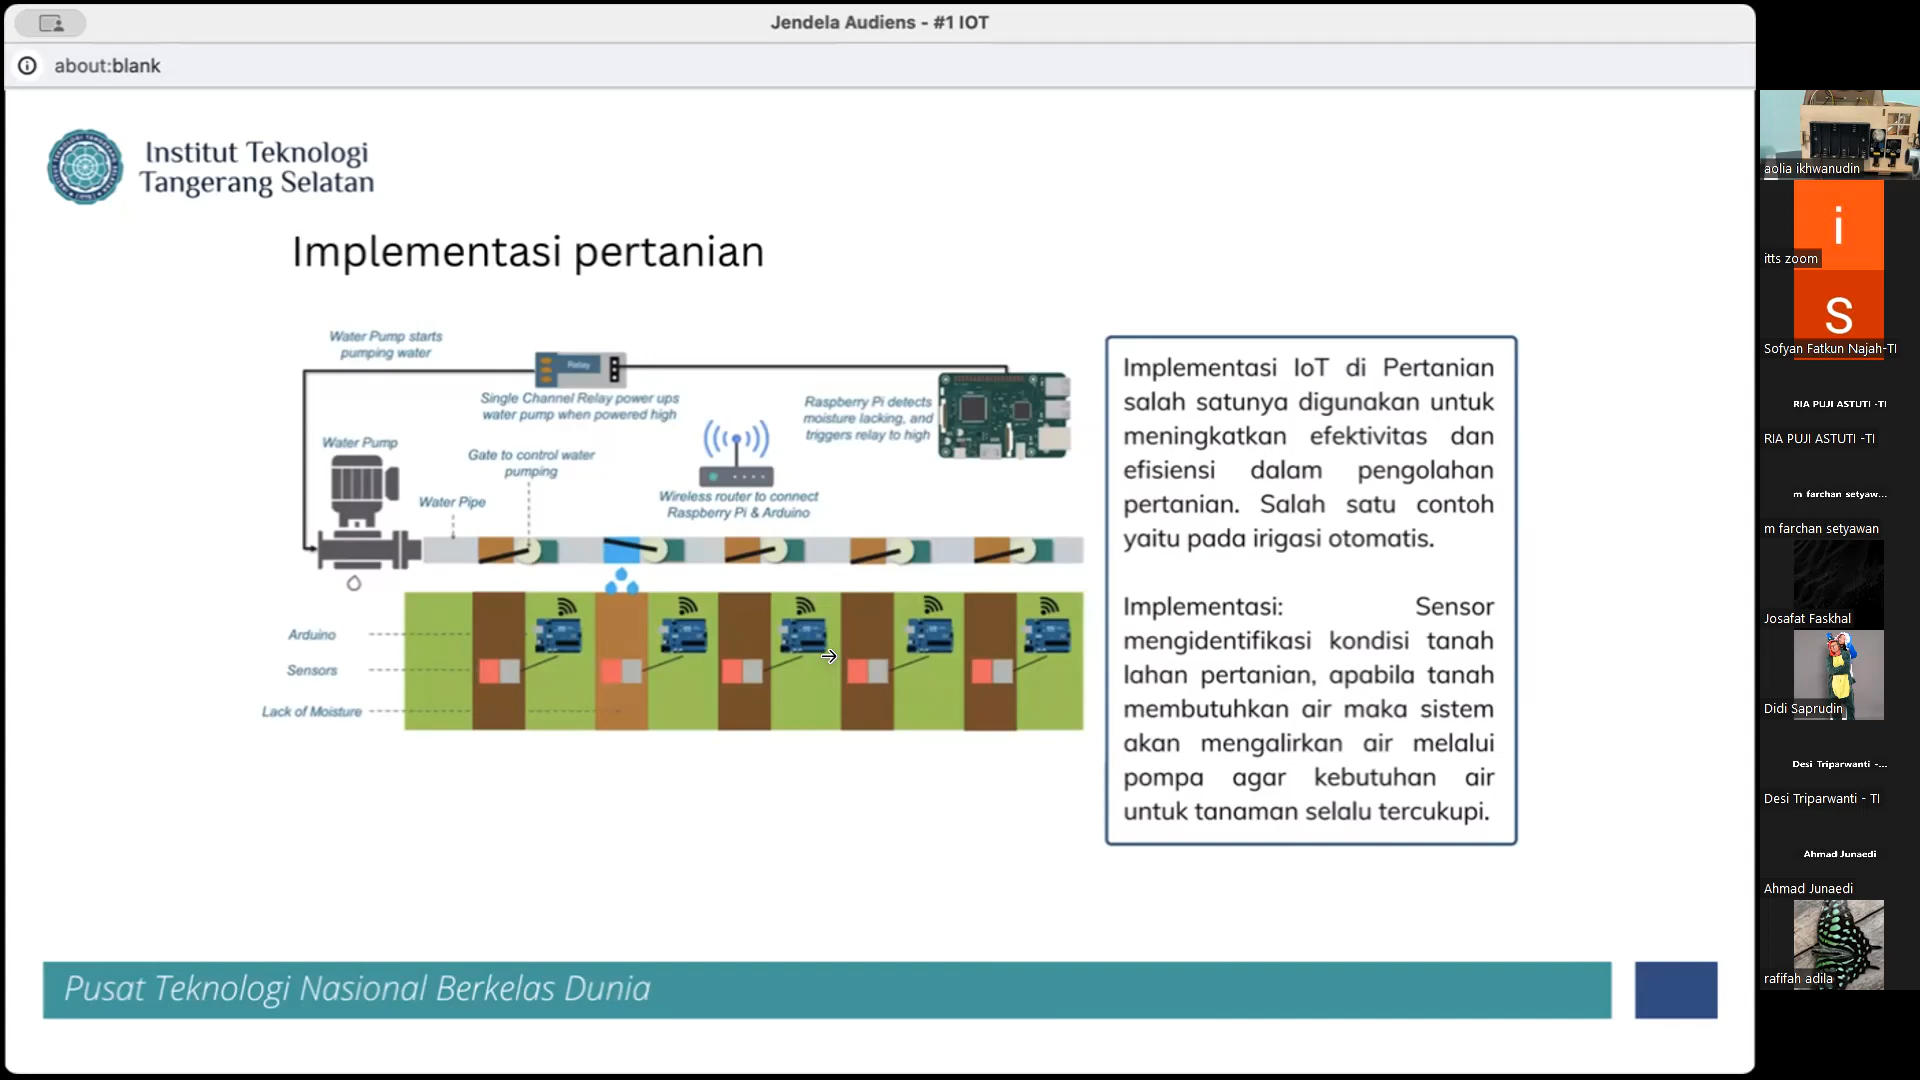 Jendela Audiens - #1 IOT
about:blank
Institut Teknologi
Tangerang Selatan
Implementasi pertanian
Water Pump starts
pumping water
Relay
Single Channel Relay power ups
water pump when powered high
Raspberry Pi detects
moisture lacking, and
triggers relay to high
Water Pump
Gate to control water
pumping
Water Pipe
Wireless router to connect
Raspberry Pi & Arduino
Arduino
Sensors
Lack of Moisture
Implementasi IoT di Pertanian
salah satunya digunakan untuk
meningkatkan efektivitas dan
efisiensi dalam pengolahan
pertanian. Salah satu contoh
yaitu pada irigasi otomatis.
Implementasi: Sensor
mengidentifikasi kondisi tanah
lahan pertanian, apabila tanah
membutuhkan air maka sistem
akan mengalirkan air melalui
pompa agar kebutuhan air
untuk tanaman selalu tercukupi.
Pusat Teknologi Nasional Berkelas Dunia
aolia ikhwanudin
i
itts zoom
S
Sofyan Fatkun Najah-TI
RIA PUJI ASTUTI -TI
RIA PUJI ASTUTI -TI
m farchan setyaw...
m farchan setyawan
Josafat Faskhal
Didi Saprudin
Desi Triparwanti -...
Desi Triparwanti - TI
Ahmad Junaedi
Ahmad Junaedi
rafifah adila